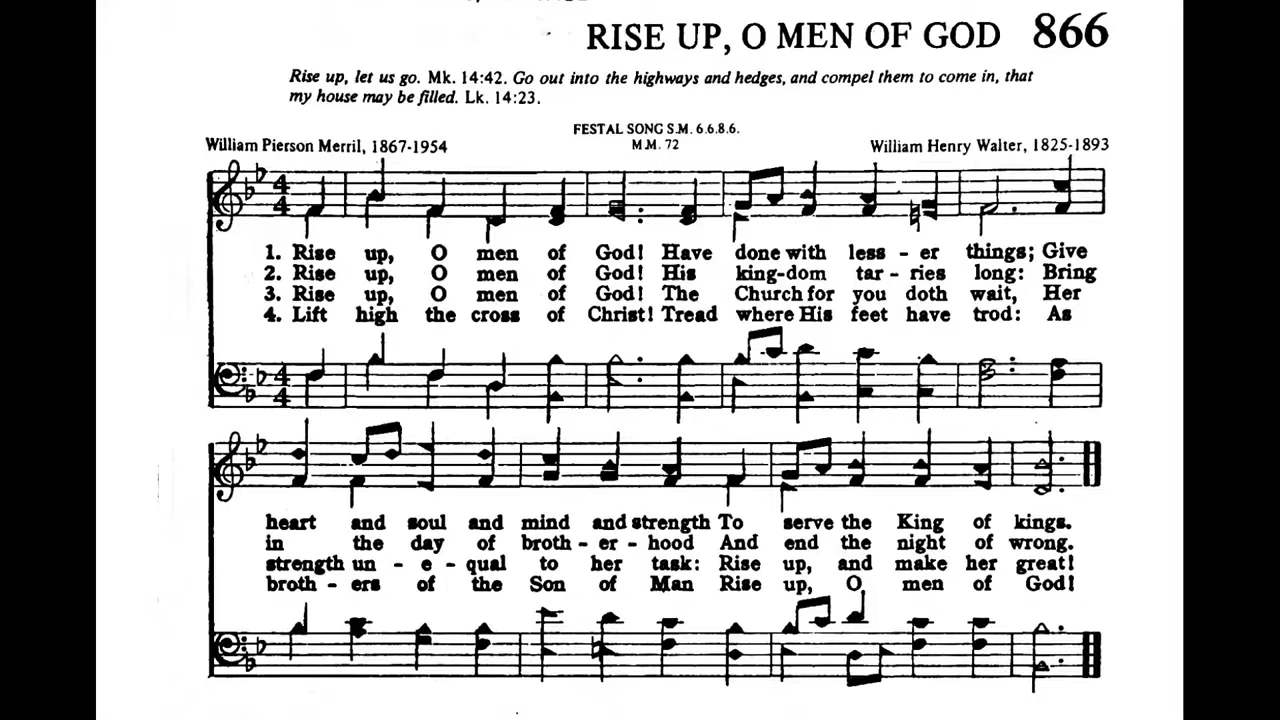 RISE UP, O MEN OF GOD 866
Rise up, let us go. Mk. 14:42. Go out into the highways and hedges, and compel them to come in, that
my house may be filled. Lk. 14:23.
FESTAL SONG S.M. 6.6.8.6.
William Pierson Merril, 1867-1954 M.M. 72 William Henry Walter, 1825-1893
4
4
1. Rise up, O men of God! Have done with less - er things; Give
2. Rise up, O men of God! His king-dom tar - ries long: Bring
3. Rise up, O men of God! The Church for you doth wait, Her
4. Lift high the cross of Christ! Tread where His feet have trod: As
4
4
heart and soul and mind and strength To serve the King of kings.
in the day of broth - er - hood And end the night of wrong.
strength un - e - qual to her task: Rise up, and make her great!
broth - ers of the Son of Man Rise up, O men of God!